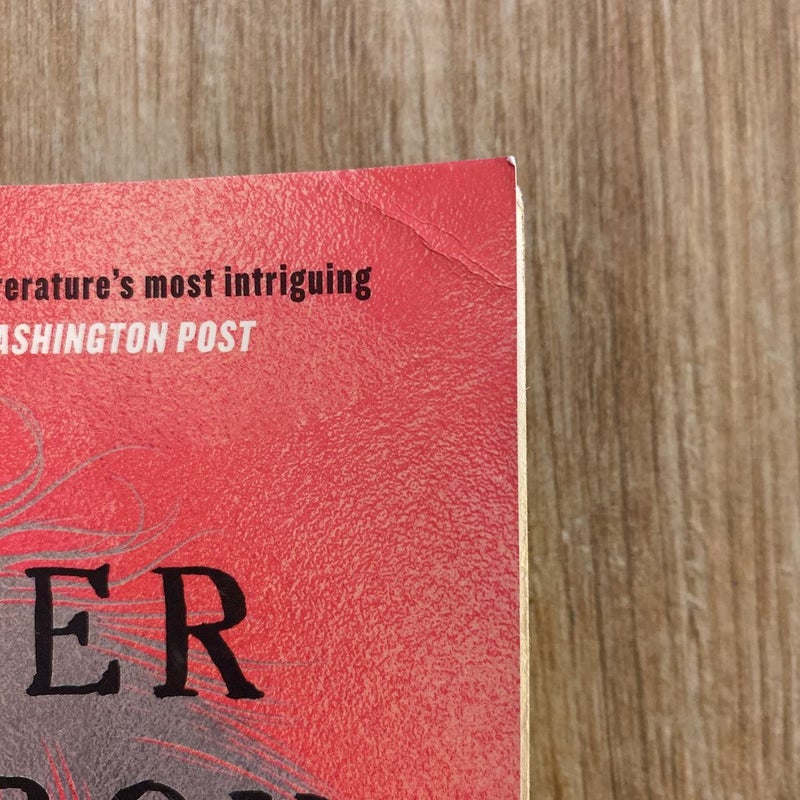 erature's most intriguing
ASHINGTON POST
ER